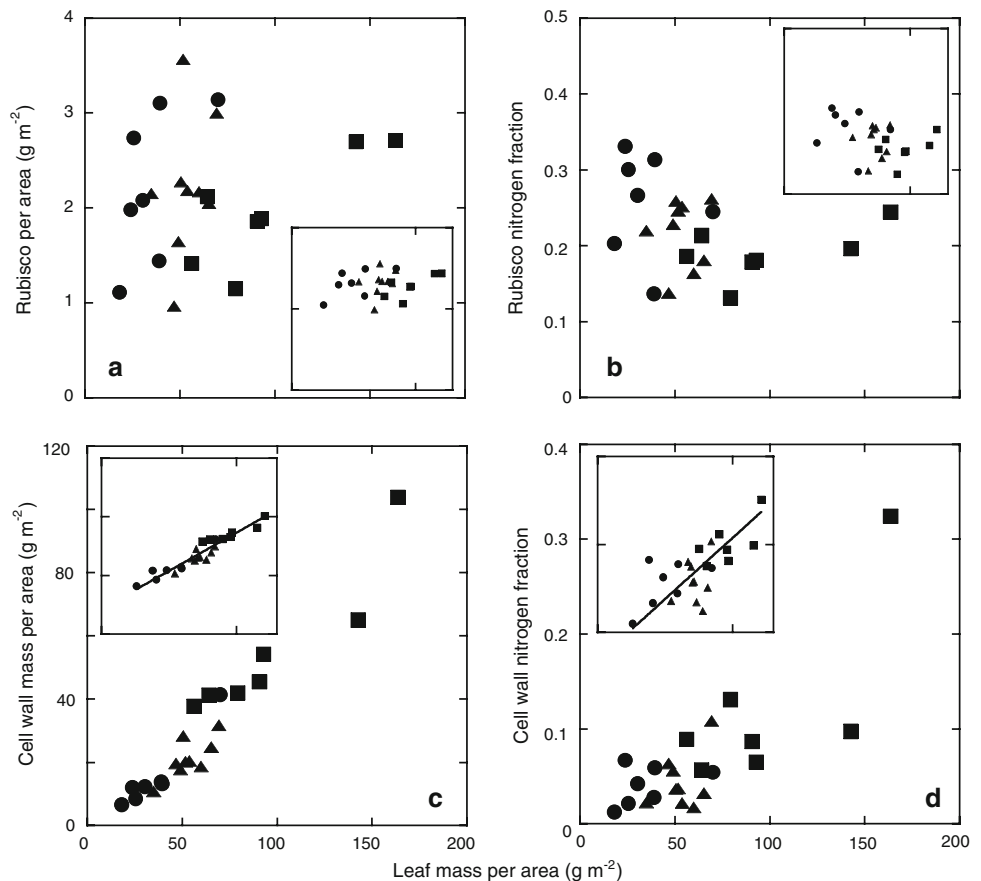 4
3
2
1
0
Rubisco per area (g m-2)
a
0.5
0.4
0.3
0.2
0.1
0
Rubisco nitrogen fraction
b
120
80
40
0
Cell wall mass per area (g m-2)
c
0 50 100 150 200
0.4
0.3
0.2
0.1
0
Cell wall nitrogen fraction
d
0 50 100 150 200
Leaf mass per area (g m-2)